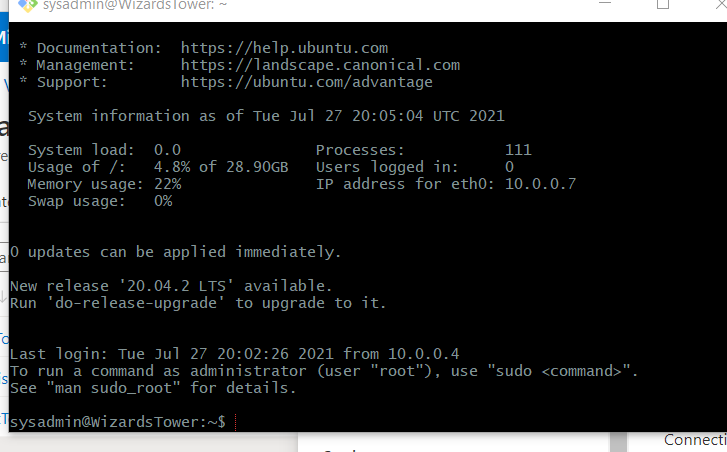 sysadmin@WizardsTower: ~
* Documentation:  https://help.ubuntu.com
* Management:     https://landscape.canonical.com
* Support:        https://ubuntu.com/advantage
System information as of Tue Jul 27 20:05:04 UTC 2021
System load:  0.0                Processes:           111
Usage of /:   4.8% of 28.90GB   Users logged in:     0
Memory usage: 22%                IP address for eth0: 10.0.0.7
Swap usage:   0%
0 updates can be applied immediately.
New release '20.04.2 LTS' available.
Run 'do-release-upgrade' to upgrade to it.
Last login: Tue Jul 27 20:02:26 2021 from 10.0.0.4
To run a command as administrator (user "root"), use "sudo <command>".
See "man sudo_root" for details.
sysadmin@WizardsTower:~$
Connecti